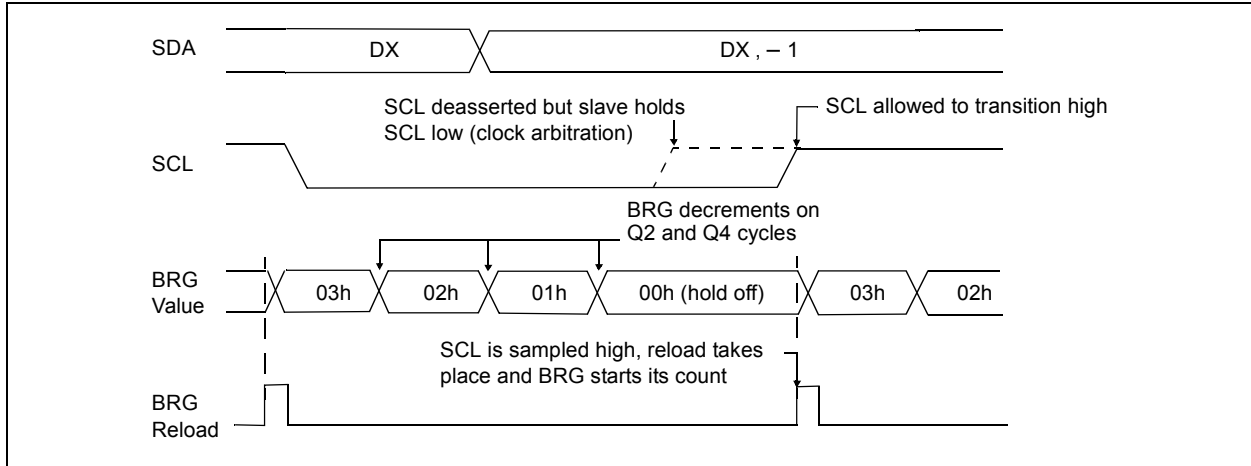 SDA
DX
DX , – 1
SCL deasserted but slave holds
SCL low (clock arbitration)
SCL allowed to transition high
SCL
BRG decrements on
Q2 and Q4 cycles
BRG
Value
03h
02h
01h
00h (hold off)
03h
02h
SCL is sampled high, reload takes
place and BRG starts its count
BRG
Reload